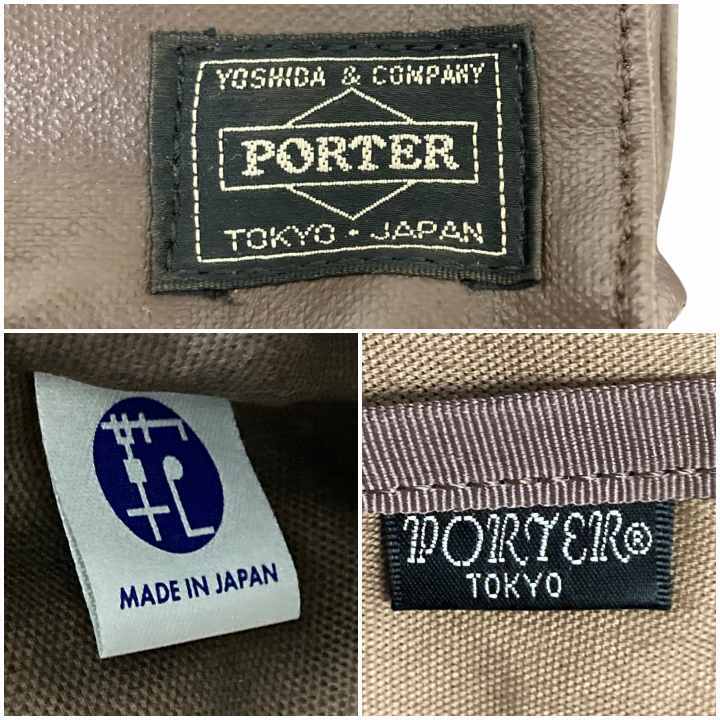 YOSHIDA & COMPANY
PORTER
TOKYO · JAPAN
MADE IN JAPAN
PORTER®
TOKYO